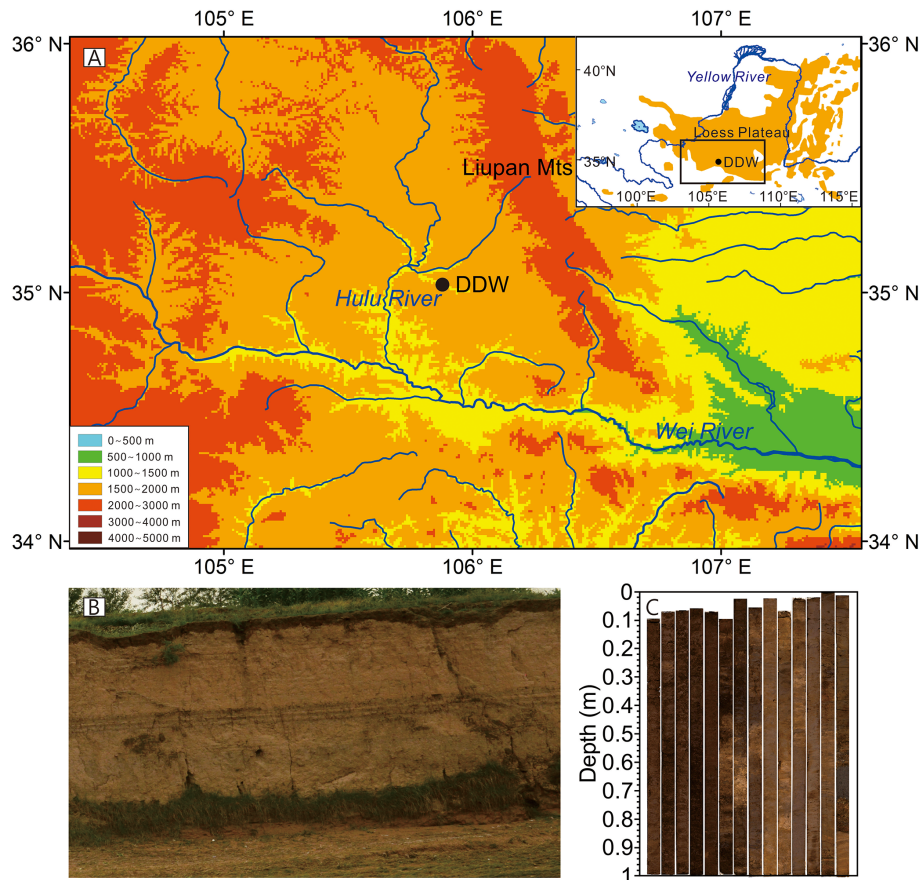 105° E
106° E
107° E
36° N
36° N
A
40°N
Yellow River
Loess Plateau
35°N
DDW
100°E
105°E
110°E
115°E
Liupan Mts
35° N
35° N
DDW
Hulu River
Wei River
0~500 m
500~1000 m
1000~1500 m
1500~2000 m
2000~3000 m
3000~4000 m
4000~5000 m
34° N
34° N
105° E
106° E
107° E
B
C
Depth (m)
0
0.1
0.2
0.3
0.4
0.5
0.6
0.7
0.8
0.9
1